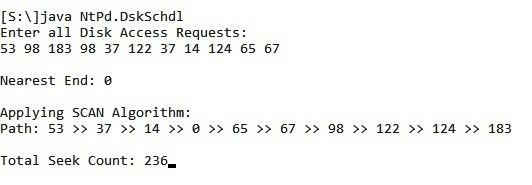 [S:\]java NtPd.DskSchdl
Enter all Disk Access Requests:
53 98 183 98 37 122 37 14 124 65 67
Nearest End: 0
Applying SCAN Algorithm:
Path: 53 >> 37 >> 14 >> 0 >> 65 >> 67 >> 98 >> 122 >> 124 >> 183
Total Seek Count: 236